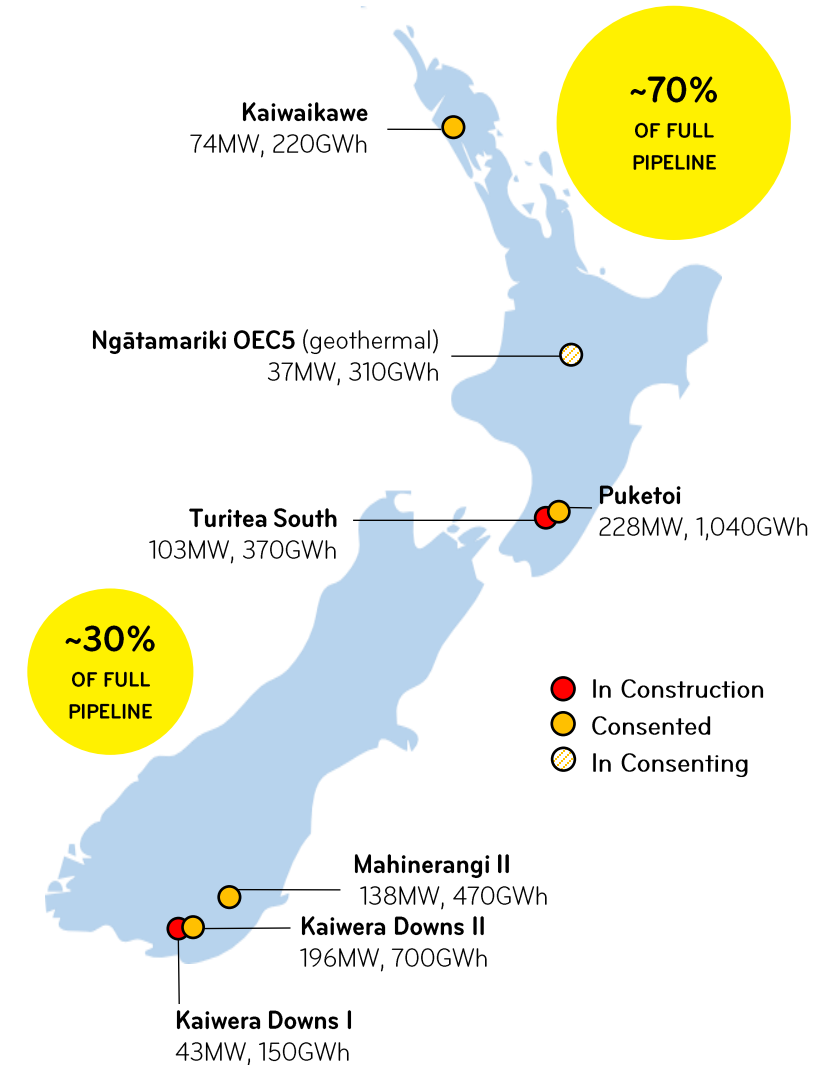 ~70%
OF FULL
PIPELINE
Kaiwaikawe
74MW, 220GWh
Ngātamariki OEC5 (geothermal)
37MW, 310GWh
Puketoi
228MW, 1,040GWh
Turitea South
103MW, 370GWh
~30%
OF FULL
PIPELINE
In Construction
Consented
In Consenting
Mahinerangi II
138MW, 470GWh
Kaiwera Downs II
196MW, 700GWh
Kaiwera Downs I
43MW, 150GWh